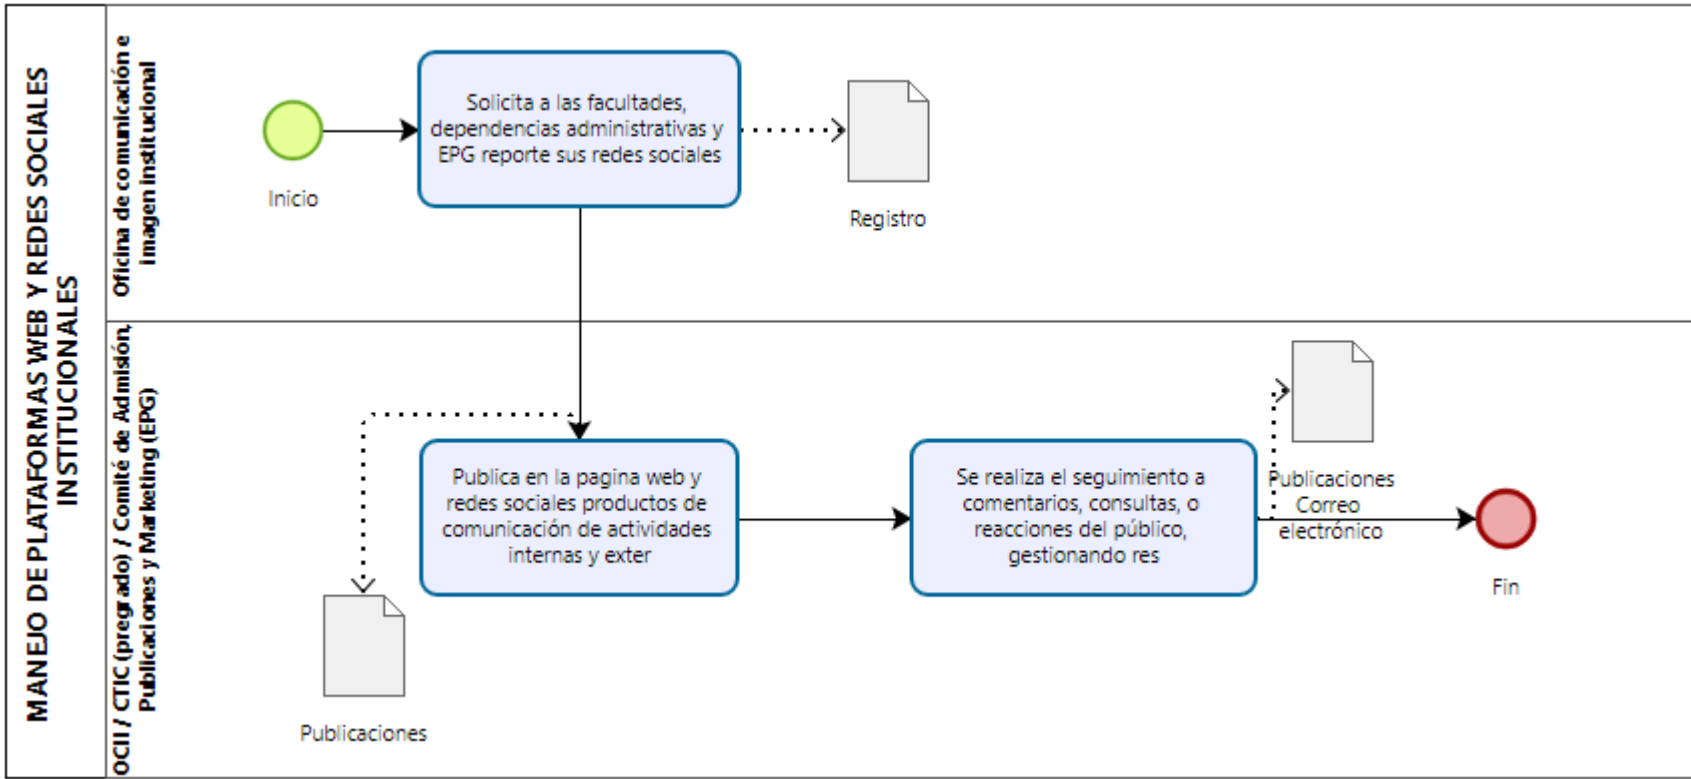 MANEJO DE PLATAFORMAS WEB Y REDES SOCIALES
INSTITUCIONALES
Oficina de comunicación e
imagen institucional
Inicio
Solicita a las facultades,
dependencias administrativas y
EPG reporte sus redes sociales
Registro
OCII / CTIC (pregrado) / Comité de Admisión,
Publicaciones y Marketing (EPG)
Publica en la pagina web y
redes sociales productos de
comunicación de actividades
internas y exter
Publicaciones
Se realiza el seguimiento a
comentarios, consultas, o
reacciones del público,
gestionando res
Publicaciones
Correo
electrónico
Fin